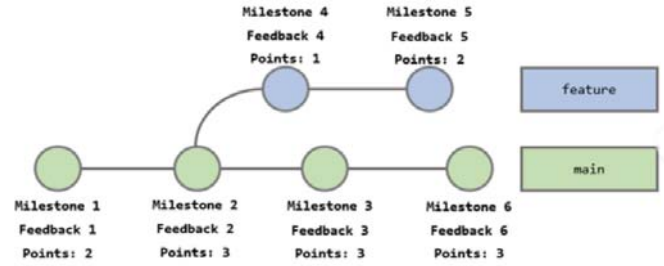 Milestone 4
Feedback 4
Points: 1
Milestone 5
Feedback 5
Points: 2
feature
main
Milestone 1
Feedback 1
Points: 2
Milestone 2
Feedback 2
Points: 3
Milestone 3
Feedback 3
Points: 3
Milestone 6
Feedback 6
Points: 3